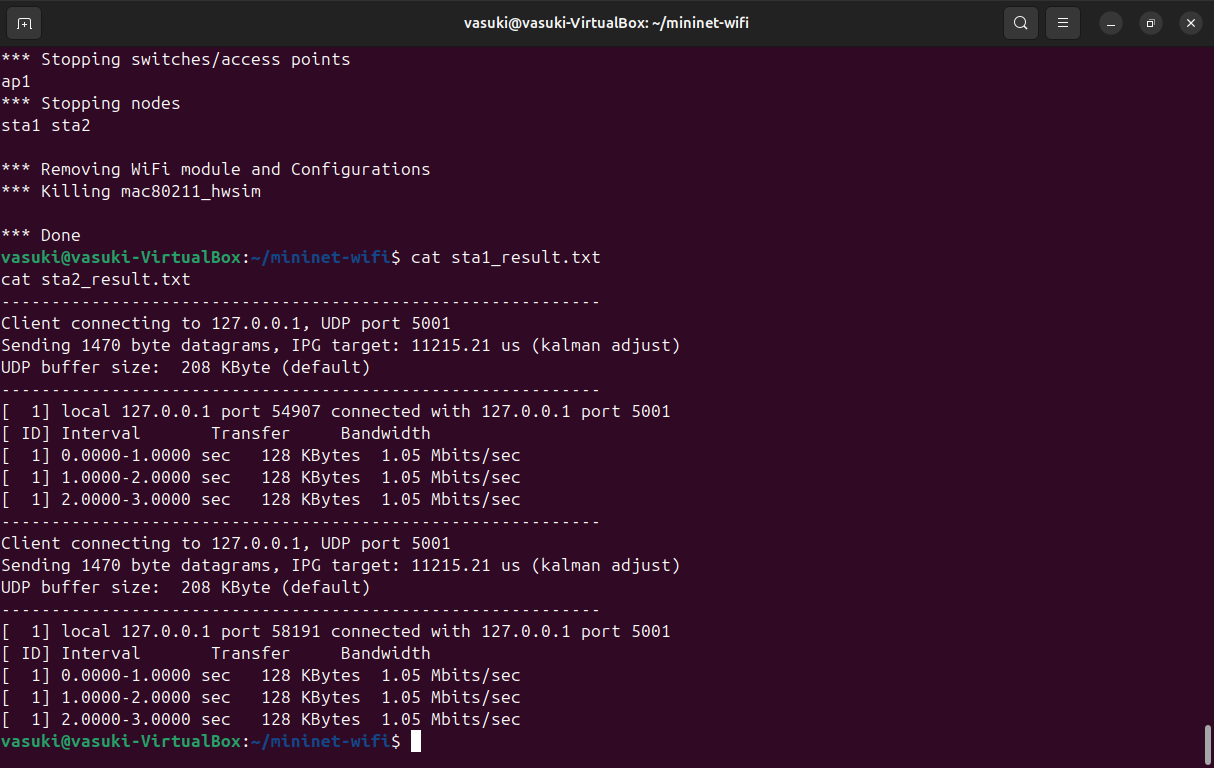 vasuki@vasuki-VirtualBox: ~/mininet-wifi
*** Stopping switches/access points
ap1
*** Stopping nodes
sta1 sta2
*** Removing WiFi module and Configurations
*** Killing mac80211_hwsim
*** Done
vasuki@vasuki-VirtualBox:~/mininet-wifi$ cat sta1_result.txt
cat sta2_result.txt
------------------------------------------------------------
Client connecting to 127.0.0.1, UDP port 5001
Sending 1470 byte datagrams, IPG target: 11215.21 us (kalman adjust)
UDP buffer size:  208 KByte (default)
------------------------------------------------------------
[  1] local 127.0.0.1 port 54907 connected with 127.0.0.1 port 5001
[ ID] Interval       Transfer     Bandwidth
[  1] 0.0000-1.0000 sec   128 KBytes  1.05 Mbits/sec
[  1] 1.0000-2.0000 sec   128 KBytes  1.05 Mbits/sec
[  1] 2.0000-3.0000 sec   128 KBytes  1.05 Mbits/sec
------------------------------------------------------------
Client connecting to 127.0.0.1, UDP port 5001
Sending 1470 byte datagrams, IPG target: 11215.21 us (kalman adjust)
UDP buffer size:  208 KByte (default)
------------------------------------------------------------
[  1] local 127.0.0.1 port 58191 connected with 127.0.0.1 port 5001
[ ID] Interval       Transfer     Bandwidth
[  1] 0.0000-1.0000 sec   128 KBytes  1.05 Mbits/sec
[  1] 1.0000-2.0000 sec   128 KBytes  1.05 Mbits/sec
[  1] 2.0000-3.0000 sec   128 KBytes  1.05 Mbits/sec
vasuki@vasuki-VirtualBox:~/mininet-wifi$